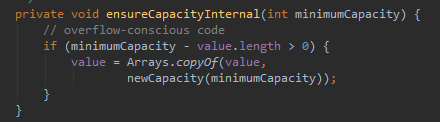 private void ensureCapacityInternal(int minimumCapacity) {
// overflow-conscious code
if (minimumCapacity - value.length > 0) {
value = Arrays.copyOf(value,
newCapacity(minimumCapacity));
}
}